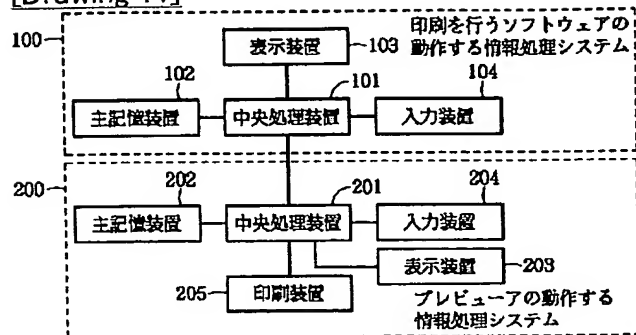 100
表示装置
103
印刷を行うソフトウェアの
動作する情報処理システム
102
101
104
主記憶装置
中央処理装置
入力装置
200
202
201
204
主記憶装置
中央処理装置
入力装置
表示装置
203
205
印刷装置
プレビューアの動作する
情報処理システム